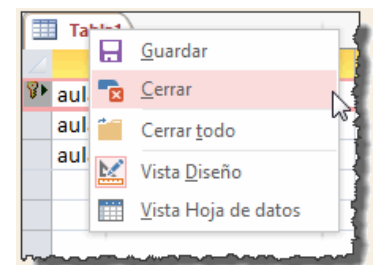 Tabla1
Guardar
Cerrar
Cerrar todo
Vista Diseño
Vista Hoja de datos
aul
aul
aul